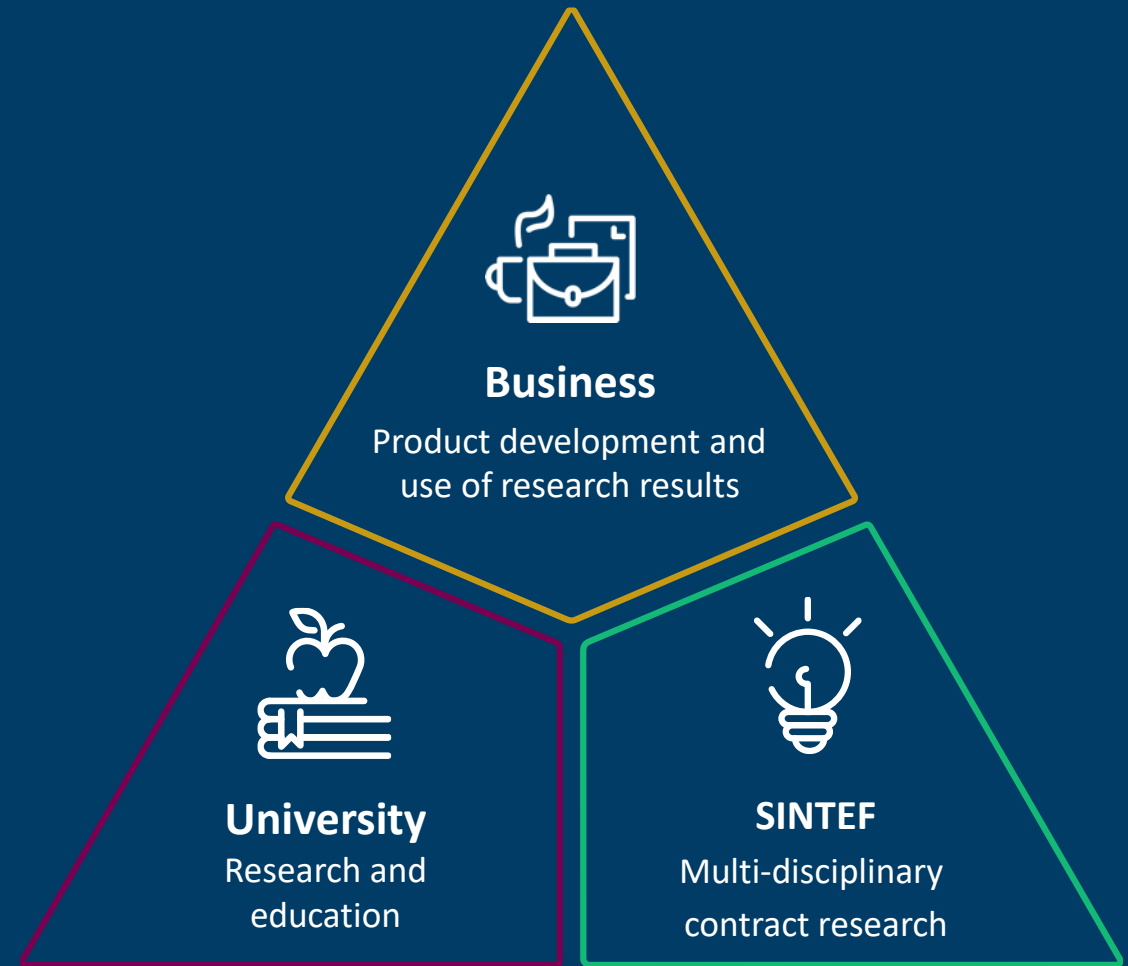 Business
Product development and
use of research results
University
Research and
education
SINTEF
Multi-disciplinary
contract research